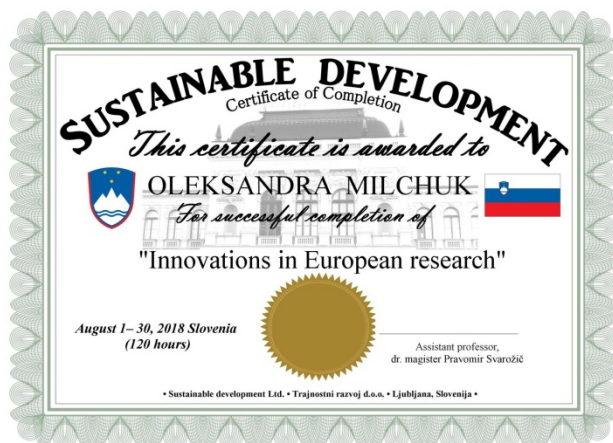 SUSTAINABLE DEVELOPMENT
Certificate of Completion
This certificate is awarded to
OLEKSANDRA MILCHUK
For successful completion of
"Innovations in European research"
August 1– 30, 2018 Slovenia
(120 hours)
Assistant professor,
dr. magister Pravomir Svarožič
• Sustainable development Ltd. • Trajnostni razvoj d.o.o. • Ljubljana, Slovenija •